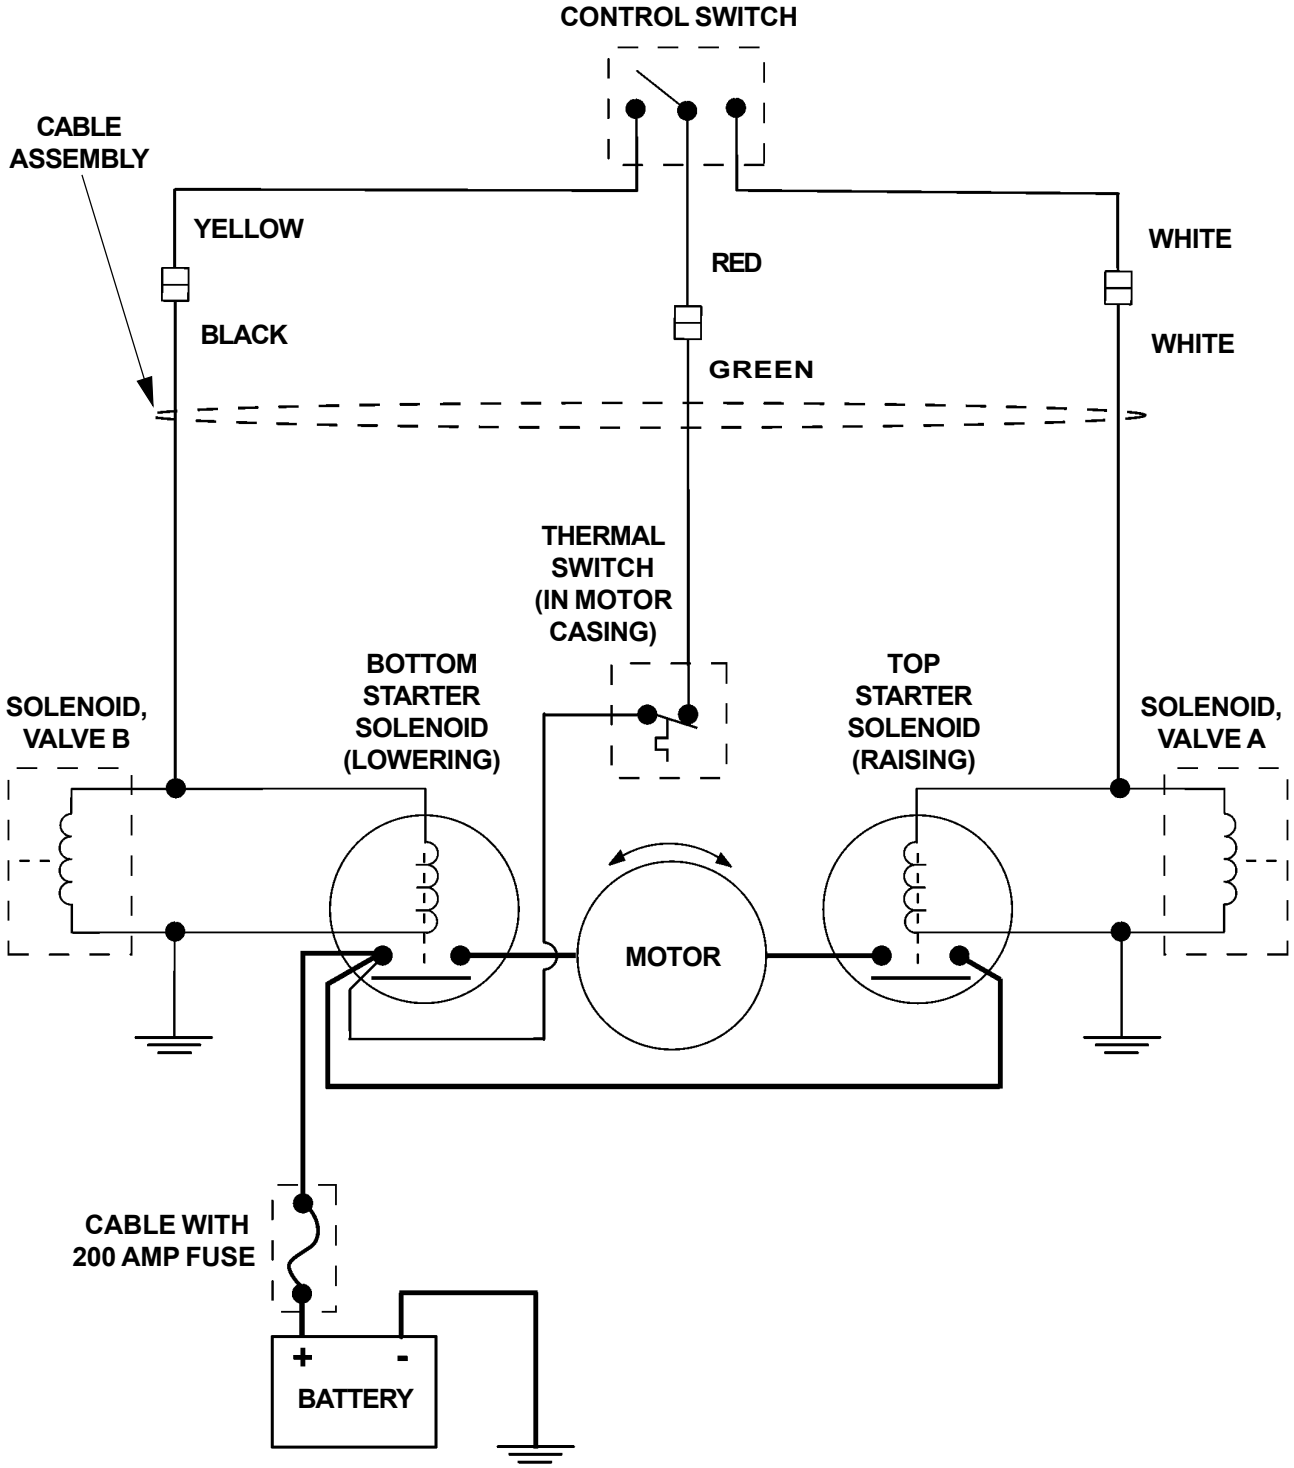 CONTROL SWITCH
CABLE
ASSEMBLY
YELLOW
RED
WHITE
BLACK
WHITE
GREEN
THERMAL
SWITCH
(IN MOTOR
CASING)
SOLENOID,
VALVE B
BOTTOM
STARTER
SOLENOID
(LOWERING)
TOP
STARTER
SOLENOID
(RAISING)
SOLENOID,
VALVE A
MOTOR
CABLE WITH
200 AMP FUSE
+ -
BATTERY